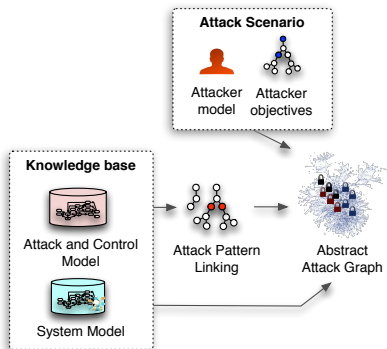 Attack Scenario
Attacker
model
Attacker
objectives
Knowledge base
Attack and Control
Model
System Model
Attack Pattern
Linking
Abstract
Attack Graph